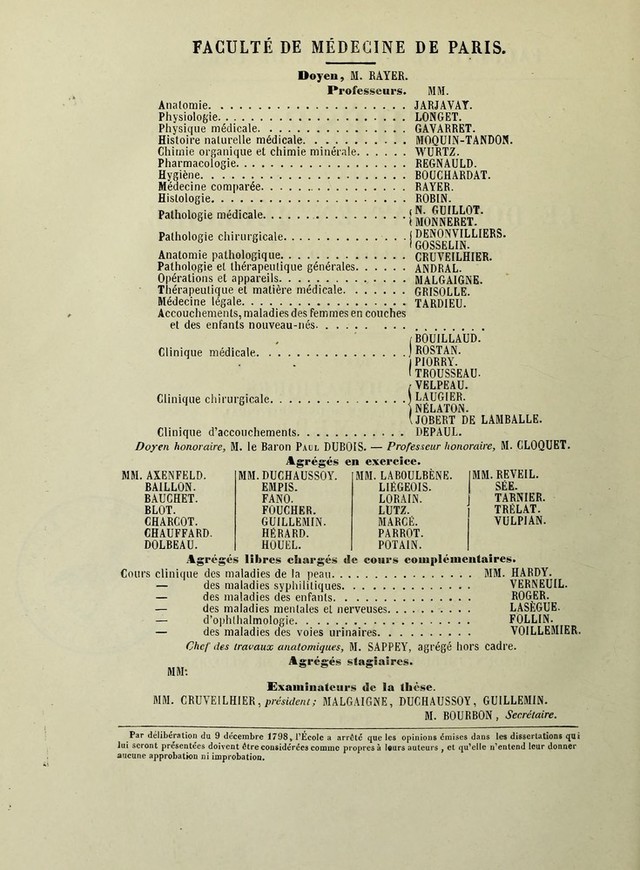 FACULTÉ DE MÉDECINE DE PARIS.
Doyen, M. RAYER.
Professeurs. MM.
Anatomie. . . . . . . . . . . . . . . . . . . . JARJAVAY.
Physiologie. . . . . . . . . . . . . . . . . . . LONGET.
Physique médicale. . . . . . . . . . . . . . . GAVARRET.
Histoire naturelle médicale. . . . . . . . . . . MOQUIN-TANDON.
Chimie organique et chimie minérale. . . . . . WURTZ.
Pharmacologie. . . . . . . . . . . . . . . . . REGNAULD.
Hygiène. . . . . . . . . . . . . . . . . . . . BOUCHARDAT.
Médecine comparée. . . . . . . . . . . . . . . RAYER.
Histologie. . . . . . . . . . . . . . . . . . . ROBIN.
Pathologie médicale. . . . . . . . . . . . . . . { N. GUILLOT.
MONNERET.
Pathologie chirurgicale. . . . . . . . . . . . . { DENONVILLIERS.
GOSSELIN.
Anatomie pathologique. . . . . . . . . . . . . CRUVEILHIER.
Pathologie et thérapeutique générales. . . . . . ANDRAL.
Opérations et appareils. . . . . . . . . . . . . MALGAIGNE.
Thérapeutique et matière médicale. . . . . . . GRISOLLE.
Médecine légale. . . . . . . . . . . . . . . . . TARDIEU.
Accouchements, maladies des femmes en couches
et des enfants nouveau-nés. . . . . . . . . . . . . . . . .
BOUILLAUD.
Clinique médicale. . . . . . . . . . . . . . . { ROSTAN.
PIORRY.
TROUSSEAU.
VELPEAU.
Clinique chirurgicale. . . . . . . . . . . . . . { LAUGIER.
NÉLATON.
JOBERT DE LAMBALLE.
Clinique d'accouchements. . . . . . . . . . . . DEPAUL.
Doyen honoraire, M. le Baron PAUL DUBOIS. — Professeur honoraire, M. CLOQUET.
Agrégés en exercice.
MM. AXENFELD. | MM. DUCHAUSSOY. | MM. LABOULBÈNE. | MM. REVEIL.
BAILLON. | EMPIS. | LIÉGEOIS. | SÉE.
BAUCHET. | FANO. | LORAIN. | TARNIER.
BLOT. | FOUCHER. | LUTZ. | TRÉLAT.
CHARCOT. | GUILLEMIN. | MARCÉ. | VULPIAN.
CHAUFFARD. | HÉRARD. | PARROT.
DOLBEAU. | HOUEL. | POTAIN.
Agrégés libres chargés de cours complémentaires.
Cours clinique des maladies de la peau. . . . . . . . . . . . . . . . MM. HARDY.
— des maladies syphilitiques. . . . . . . . . . . . . . VERNEUIL.
— des maladies des enfants. . . . . . . . . . . . . . . ROGER.
— des maladies mentales et nerveuses. . . . . . . . . LASÈGUE.
— d'ophthalmologie. . . . . . . . . . . . . . . . . . FOLLIN.
— des maladies des voies urinaires. . . . . . . . . . VOILLEMIER.
Chef des travaux anatomiques, M. SAPPEY, agrégé hors cadre.
Agrégés stagiaires.
MM:
Examinateurs de la thèse.
MM. CRUVEILHIER, président; MALGAIGNE, DUCHAUSSOY, GUILLEMIN.
M. BOURBON, Secrétaire.
Par délibération du 9 décembre 1798, l'École a arrêté que les opinions émises dans les dissertations qui
lui seront présentées doivent être considérées comme propres à leurs auteurs, et qu'elle n'entend leur donner
aucune approbation ni improbation.